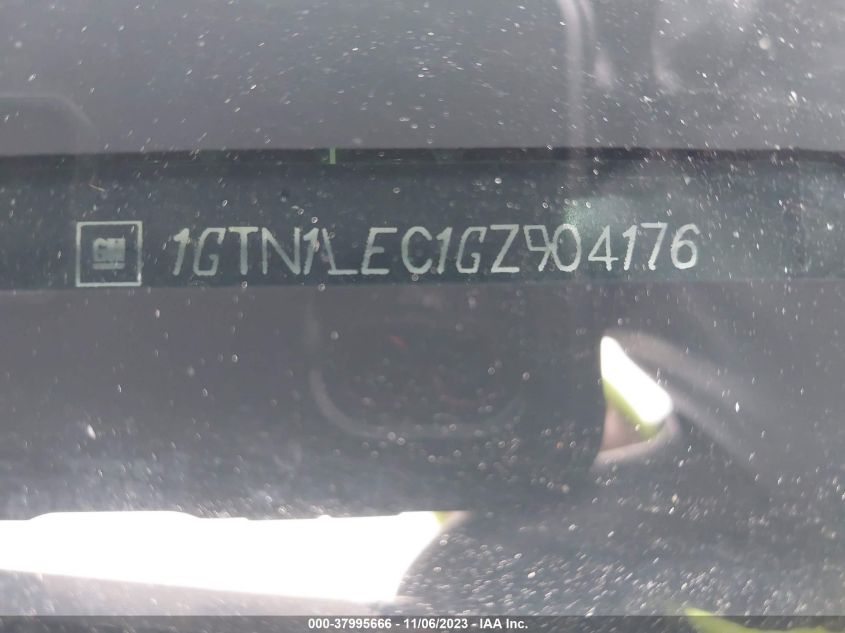 GM
1GTN1LEC1GZ904176
000-37995666 - 11/06/2023 - IAA Inc.